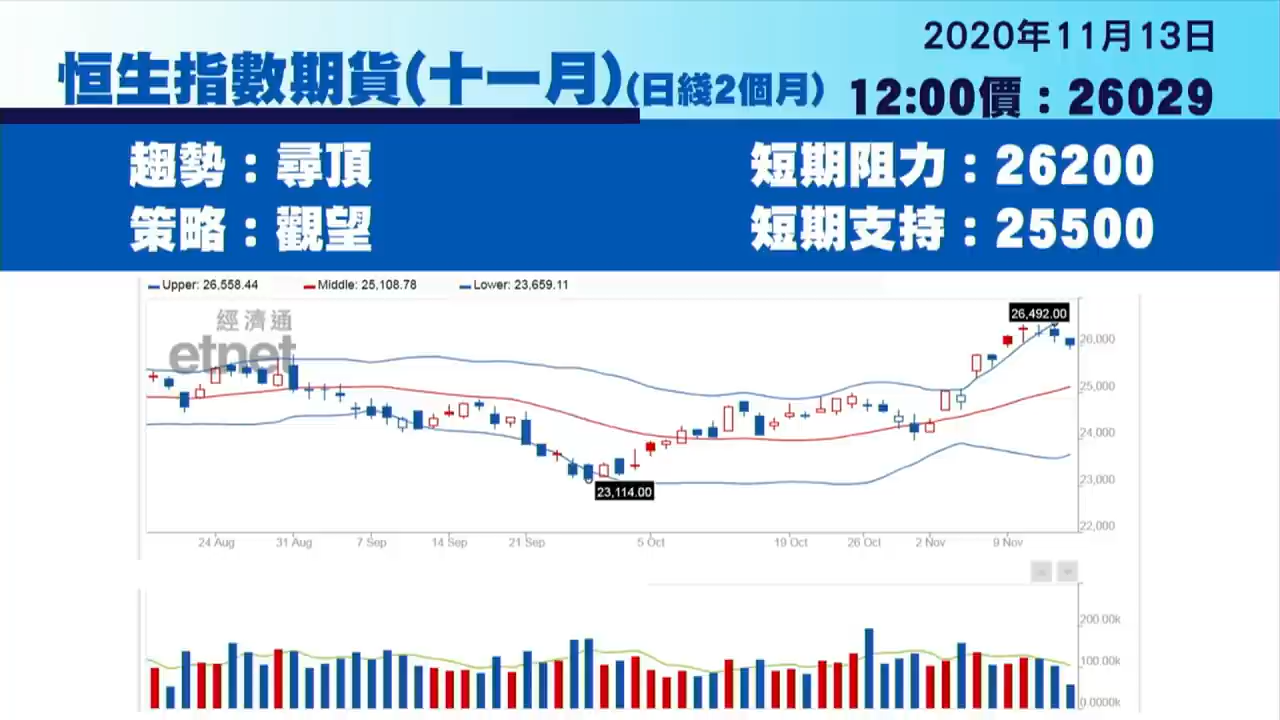 2020年11月13日
恒生指數期貨(十一月)(日綫2個月)
12:00價：26029
趨勢：尋頂
短期阻力：26200
策略：觀望
短期支持：25500
Upper: 26,558.44 Middle: 25,108.78 Lower: 23,659.11
經濟通
etnet
26,492.00
26,000
25,000
24,000
23,000
23,114.00
22,000
24 Aug 31 Aug 7 Sep 14 Sep 21 Sep 5 Oct 19 Oct 26 Oct 2 Nov 9 Nov
200.00k
100.00k
0.0000k